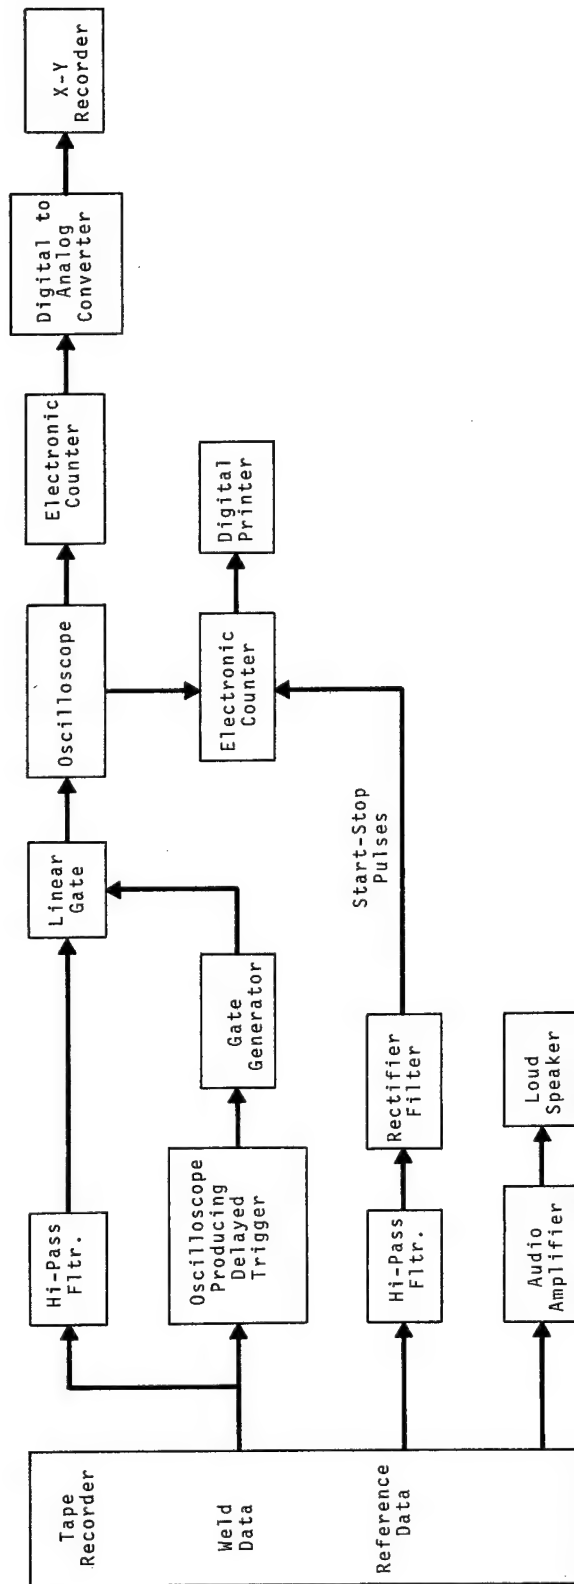 Tape
Recorder
Weld
Data
Reference
Data
Hi-Pass
Fltr.
Linear
Gate
Oscilloscope
Electronic
Counter
Digital to
Analog
Converter
X-Y
Recorder
Oscilloscope
Producing
Delayed
Trigger
Gate
Generator
Electronic
Counter
Digital
Printer
Hi-Pass
Fltr.
Rectifier
Filter
Start-Stop
Pulses
Audio
Amplifier
Loud
Speaker